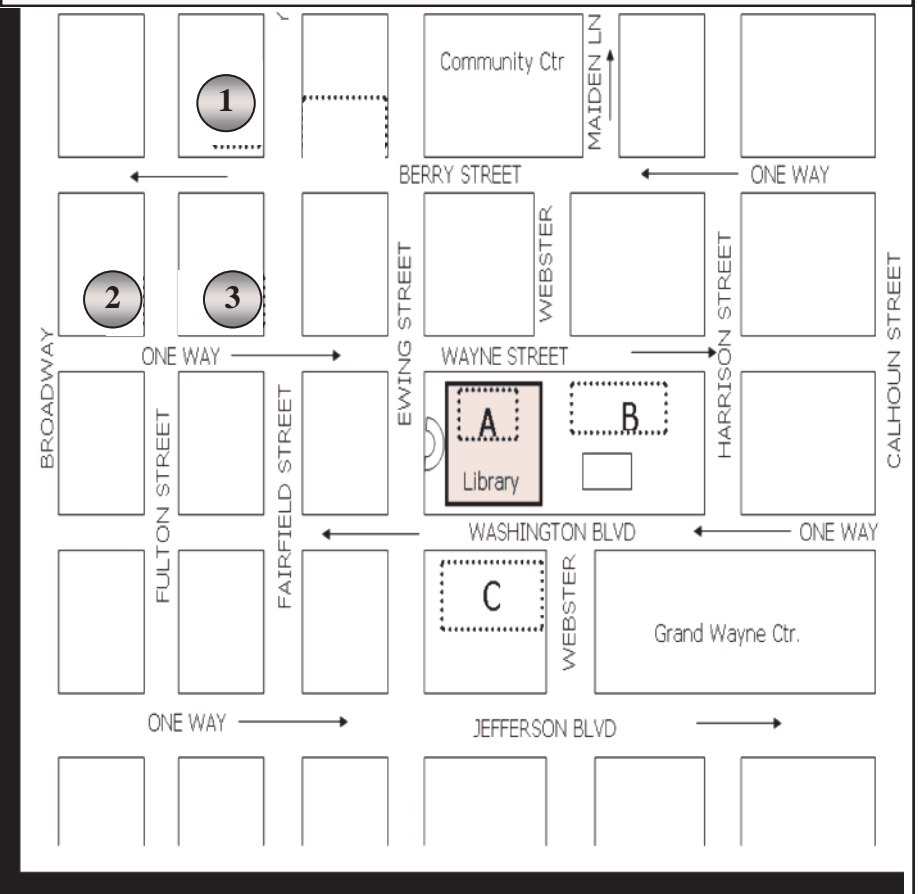 Y
MAIDEN LN
Community Ctr
1
BERRY STREET
ONE WAY
WEBSTER
EWING STREET
HARRISON STREET
CALHOUN STREET
2
3
BROADWAY
ONE WAY
WAYNE STREET
FULTON STREET
FAIRFIELD STREET
A
B
Library
WASHINGTON BLVD
ONE WAY
C
WEBSTER
Grand Wayne Ctr.
ONE WAY
JEFFERSON BLVD